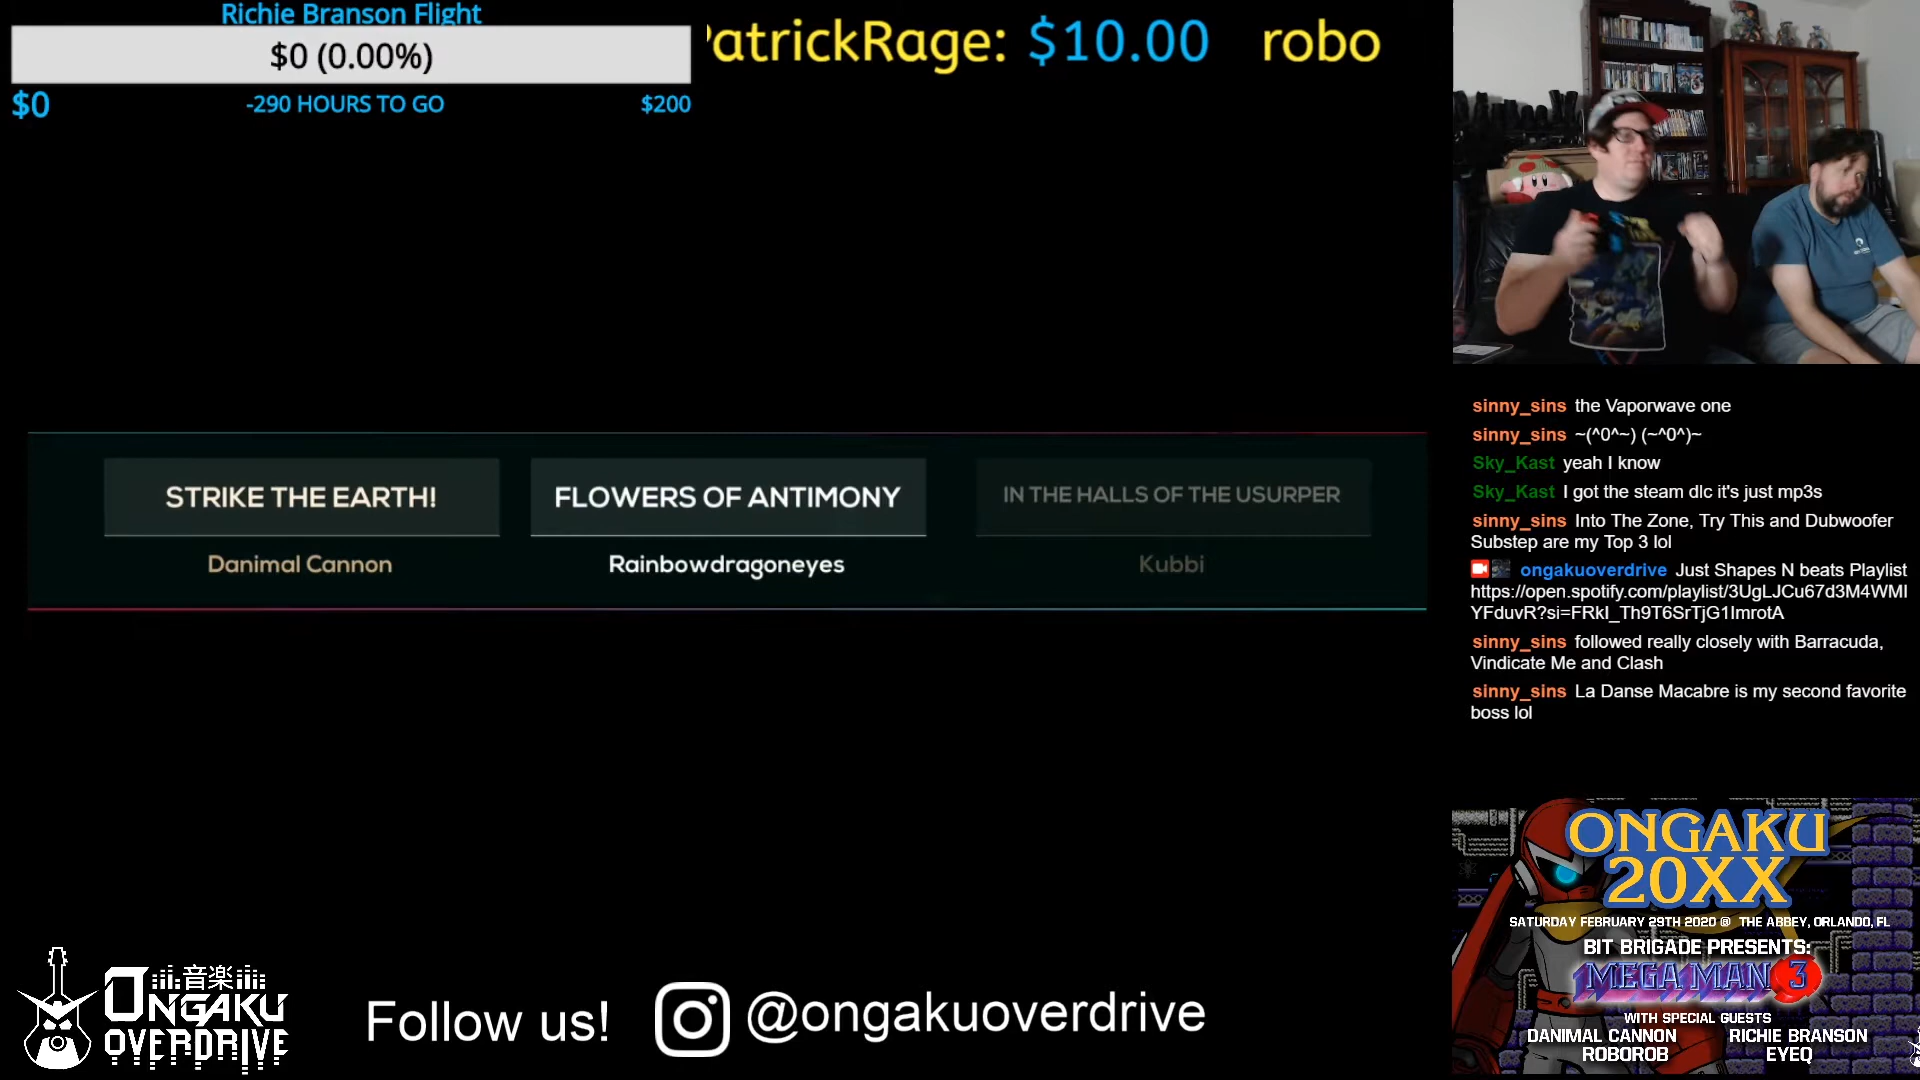 Richie Branson Flight
$0 (0.00%)
$0
-290 HOURS TO GO
$200
PatrickRage: $10.00 robo
STRIKE THE EARTH!
Danimal Cannon
FLOWERS OF ANTIMONY
Rainbowdragoneyes
IN THE HALLS OF THE USURPER
Kubbi
sinny_sins the Vaporwave one
sinny_sins ~(^0^~) (~^0^)~
Sky_Kast yeah I know
Sky_Kast I got the steam dlc it's just mp3s
sinny_sins Into The Zone, Try This and Dubwoofer
Substep are my Top 3 lol
ongakuoverdrive Just Shapes N beats Playlist
https://open.spotify.com/playlist/3UgLJCu67d3M4WMI
YFduvR?si=FRkI_Th9T6SrTjG1ImrotA
sinny_sins followed really closely with Barracuda,
Vindicate Me and Clash
sinny_sins La Danse Macabre is my second favorite
boss lol
音楽
ONGAKU
OVERDRIVE
Follow us!
@ongakuoverdrive
ONGAKU
20XX
SATURDAY FEBRUARY 29TH 2020 @ THE ABBEY, ORLANDO, FL
BIT BRIGADE PRESENTS:
MEGA MAN 3
WITH SPECIAL GUESTS
DANIMAL CANNON RICHIE BRANSON
ROBOROB EYEQ